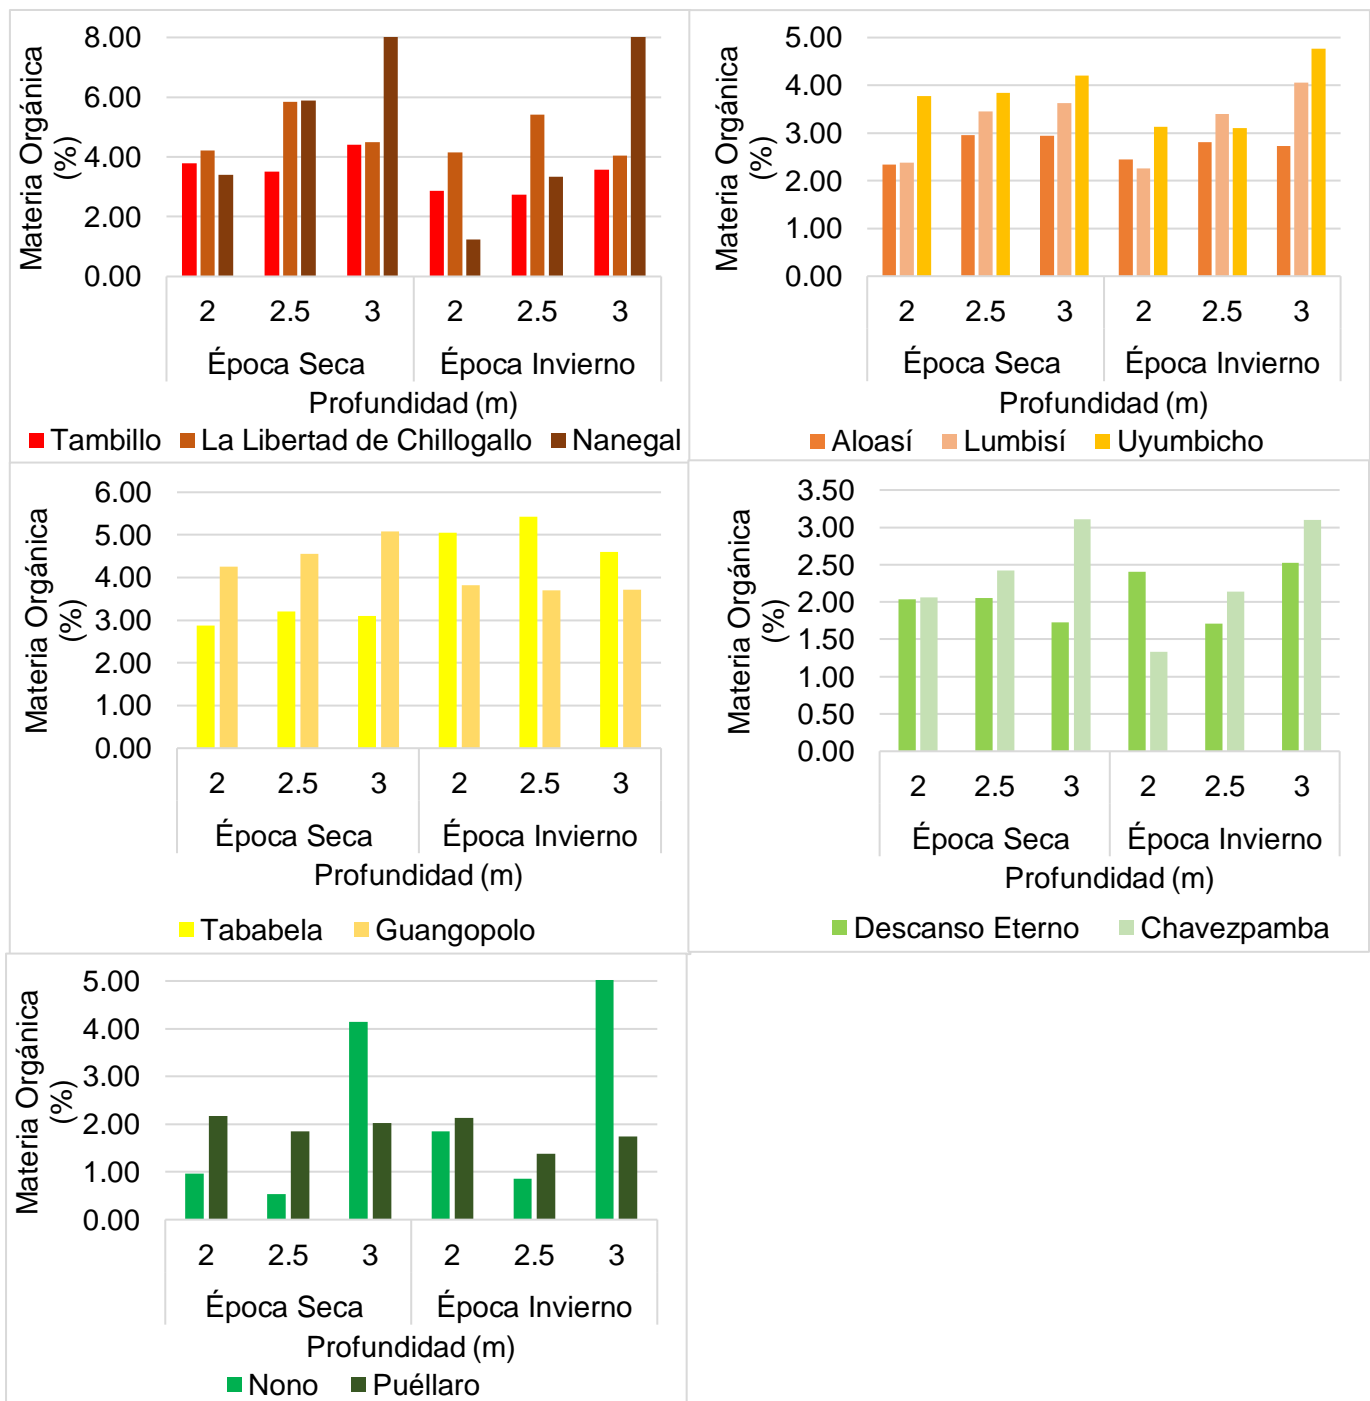 Materia Orgánica
(%)
8.00
6.00
4.00
2.00
0.00
2 2.5 3 2 2.5 3
Época Seca Época Invierno
Profundidad (m)
Tambillo La Libertad de Chillogallo Nanegal
Materia Orgánica
(%)
5.00
4.00
3.00
2.00
1.00
0.00
2 2.5 3 2 2.5 3
Época Seca Época Invierno
Profundidad (m)
Aloasí Lumbisí Uyumbicho
Materia Orgánica
(%)
6.00
5.00
4.00
3.00
2.00
1.00
0.00
2 2.5 3 2 2.5 3
Época Seca Época Invierno
Profundidad (m)
Tababela Guangopolo
Materia Orgánica
(%)
3.50
3.00
2.50
2.00
1.50
1.00
0.50
0.00
2 2.5 3 2 2.5 3
Época Seca Época Invierno
Profundidad (m)
Descanso Eterno Chavezpamba
Materia Orgánica
(%)
5.00
4.00
3.00
2.00
1.00
0.00
2 2.5 3 2 2.5 3
Época Seca Época Invierno
Profundidad (m)
Nono Puéllaro